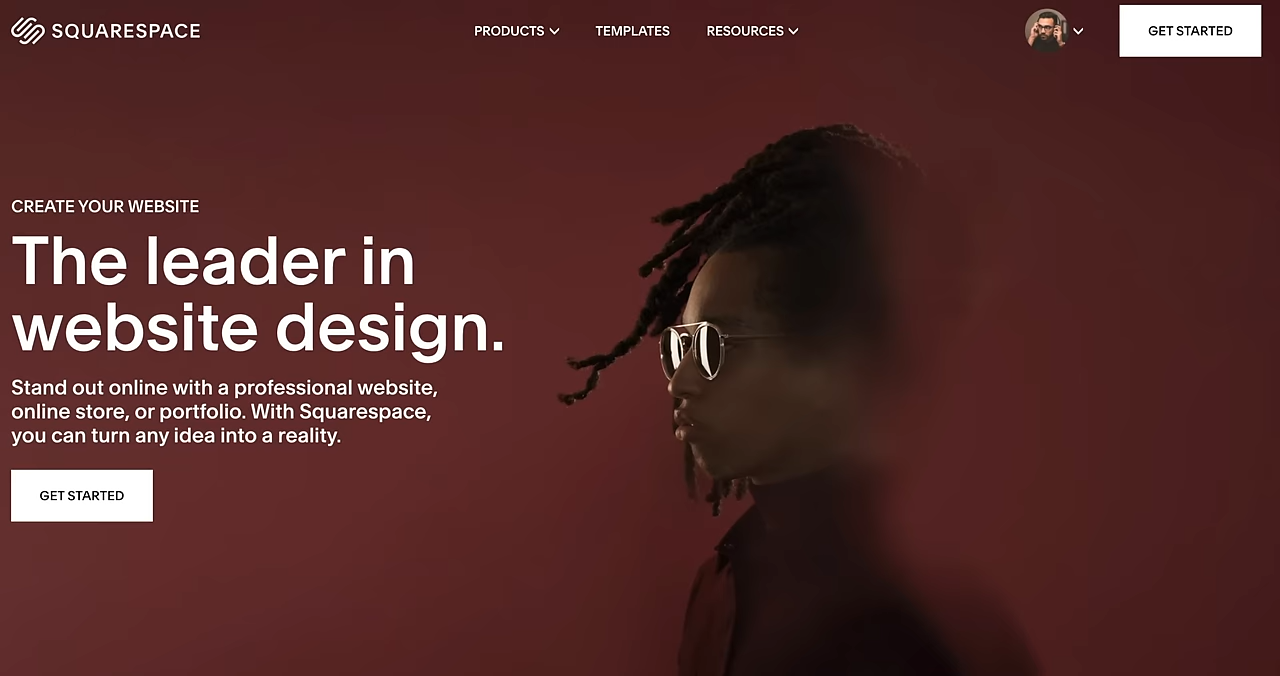 SQUARESPACE
PRODUCTS
TEMPLATES
RESOURCES
GET STARTED
CREATE YOUR WEBSITE
The leader in
website design.
Stand out online with a professional website,
online store, or portfolio. With Squarespace,
you can turn any idea into a reality.
GET STARTED